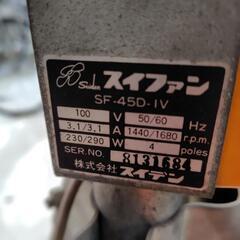 Suiden スイファン
SF-45D-IV
100 V 50/60 Hz
3.1/3.1 A 1440/1680 r.p.m.
230/290 W 4 poles
SER.NO. 8131684
株式会社 スイデン